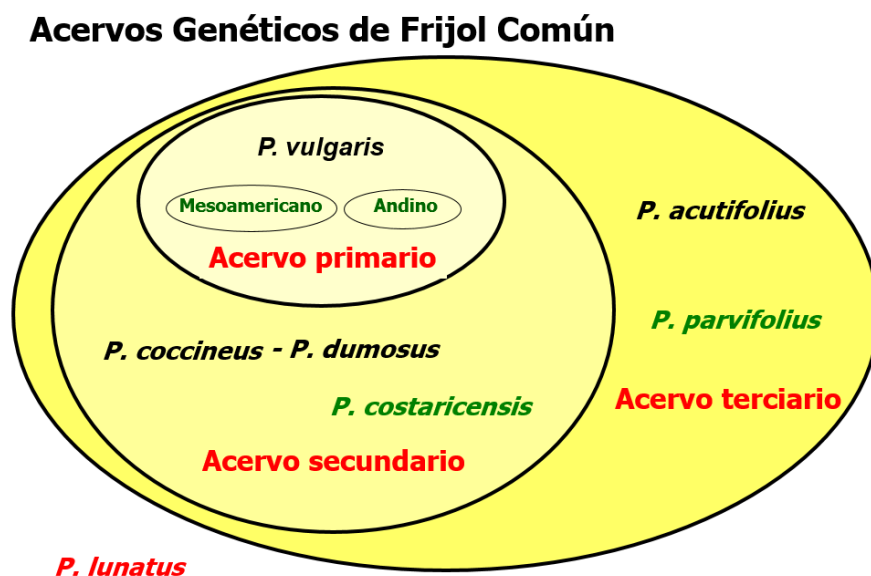 Acervos Genéticos de Frijol Común
P. vulgaris
Mesoamericano
Andino
Acervo primario
P. acutifolius
P. parvifolius
P. coccineus - P. dumosus
P. costaricensis
Acervo terciario
Acervo secundario
P. lunatus